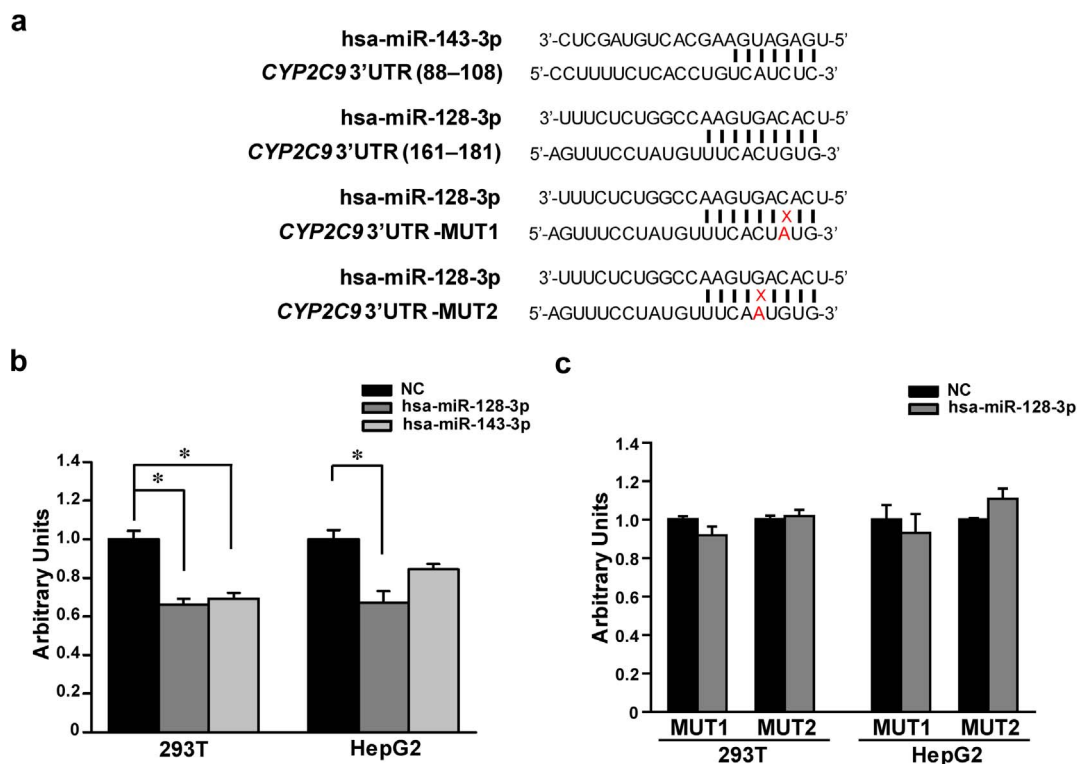 a
hsa-miR-143-3p 3'-CUCGAUGUCACGAAGUAGAGU-5'
CYP2C9 3'UTR (88–108) 5'-CCUUUUCUCACCUGUCAUCUC-3'
hsa-miR-128-3p 3'-UUUCUCUGGCCAAGUGACACU-5'
CYP2C9 3'UTR (161–181) 5'-AGUUUCCUAUGUUUCACUGUG-3'
hsa-miR-128-3p 3'-UUUCUCUGGCCAAGUGACACU-5'
X
CYP2C9 3'UTR -MUT1 5'-AGUUUCCUAUGUUUCACUAUG-3'
hsa-miR-128-3p 3'-UUUCUCUGGCCAAGUGACACU-5'
X
CYP2C9 3'UTR -MUT2 5'-AGUUUCCUAUGUUUCAAUGUG-3'
b
NC
hsa-miR-128-3p
hsa-miR-143-3p
Arbitrary Units
1.4
1.2
1.0
0.8
0.6
0.4
0.2
0
* * *
293T HepG2
c
NC
hsa-miR-128-3p
Arbitrary Units
1.4
1.2
1.0
0.8
0.6
0.4
0.2
0
MUT1 MUT2 MUT1 MUT2
293T HepG2